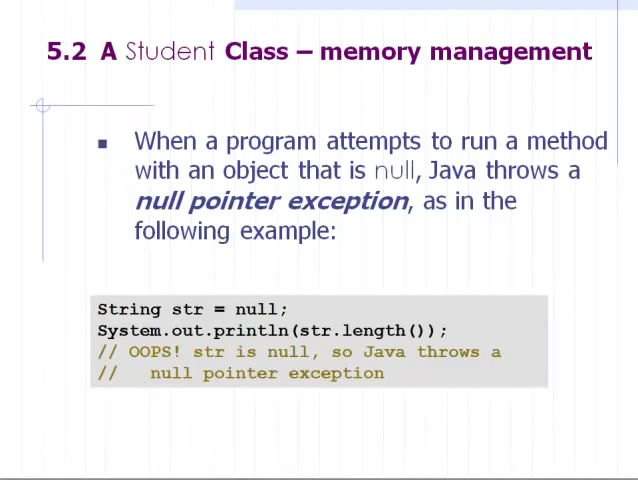 5.2 A Student Class – memory management
When a program attempts to run a method
with an object that is null, Java throws a
null pointer exception, as in the
following example:
String str = null;
System.out.println(str.length());
// OOPS! str is null, so Java throws a
//   null pointer exception